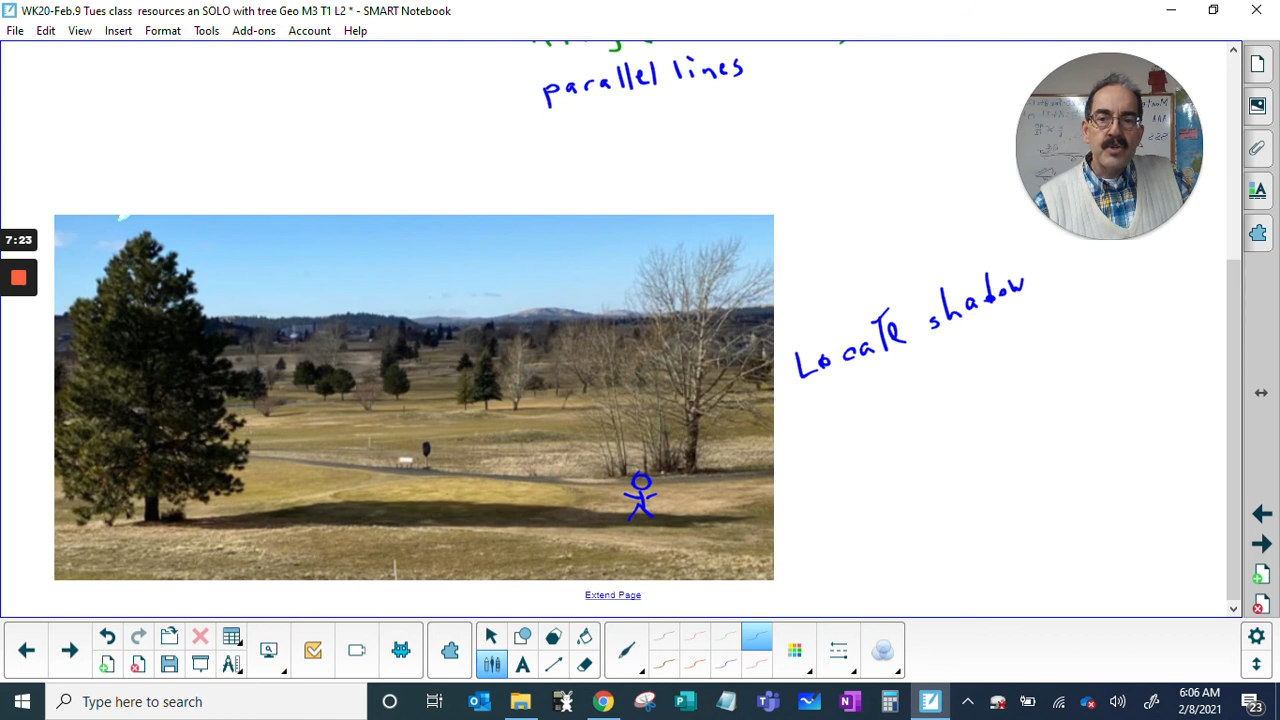 WK20-Feb.9 Tues class resources an SOLO with tree Geo M3 T1 L2 * - SMART Notebook
File Edit View Insert Format Tools Add-ons Account Help
parallel lines
7:23
Locate shadow
Extend Page
Type here to search
6:06 AM
2/8/2021
23